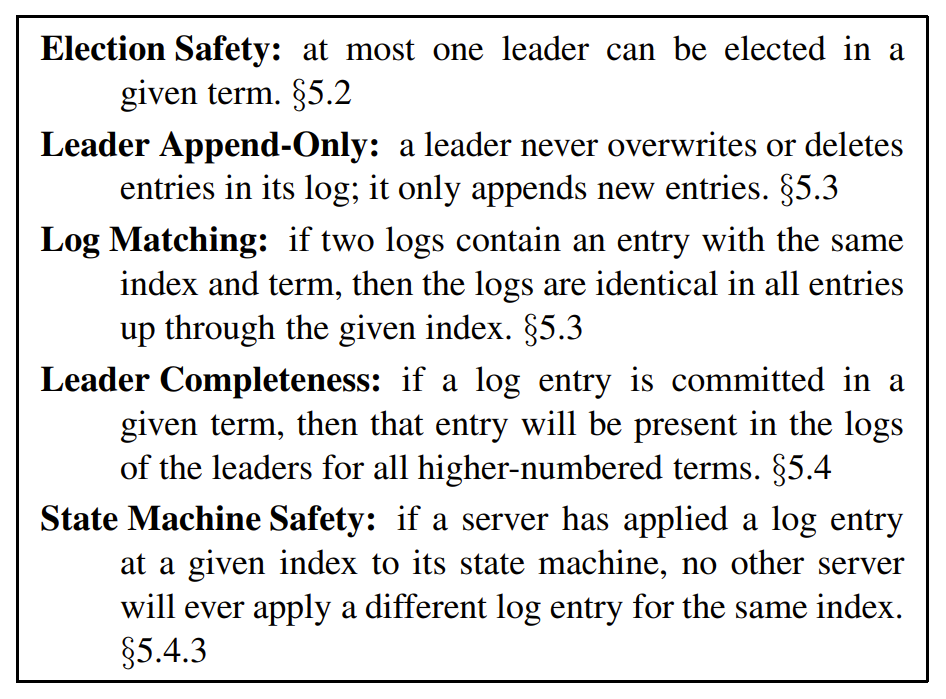 Election Safety: at most one leader can be elected in a
given term. §5.2
Leader Append-Only: a leader never overwrites or deletes
entries in its log; it only appends new entries. §5.3
Log Matching: if two logs contain an entry with the same
index and term, then the logs are identical in all entries
up through the given index. §5.3
Leader Completeness: if a log entry is committed in a
given term, then that entry will be present in the logs
of the leaders for all higher-numbered terms. §5.4
State Machine Safety: if a server has applied a log entry
at a given index to its state machine, no other server
will ever apply a different log entry for the same index.
§5.4.3